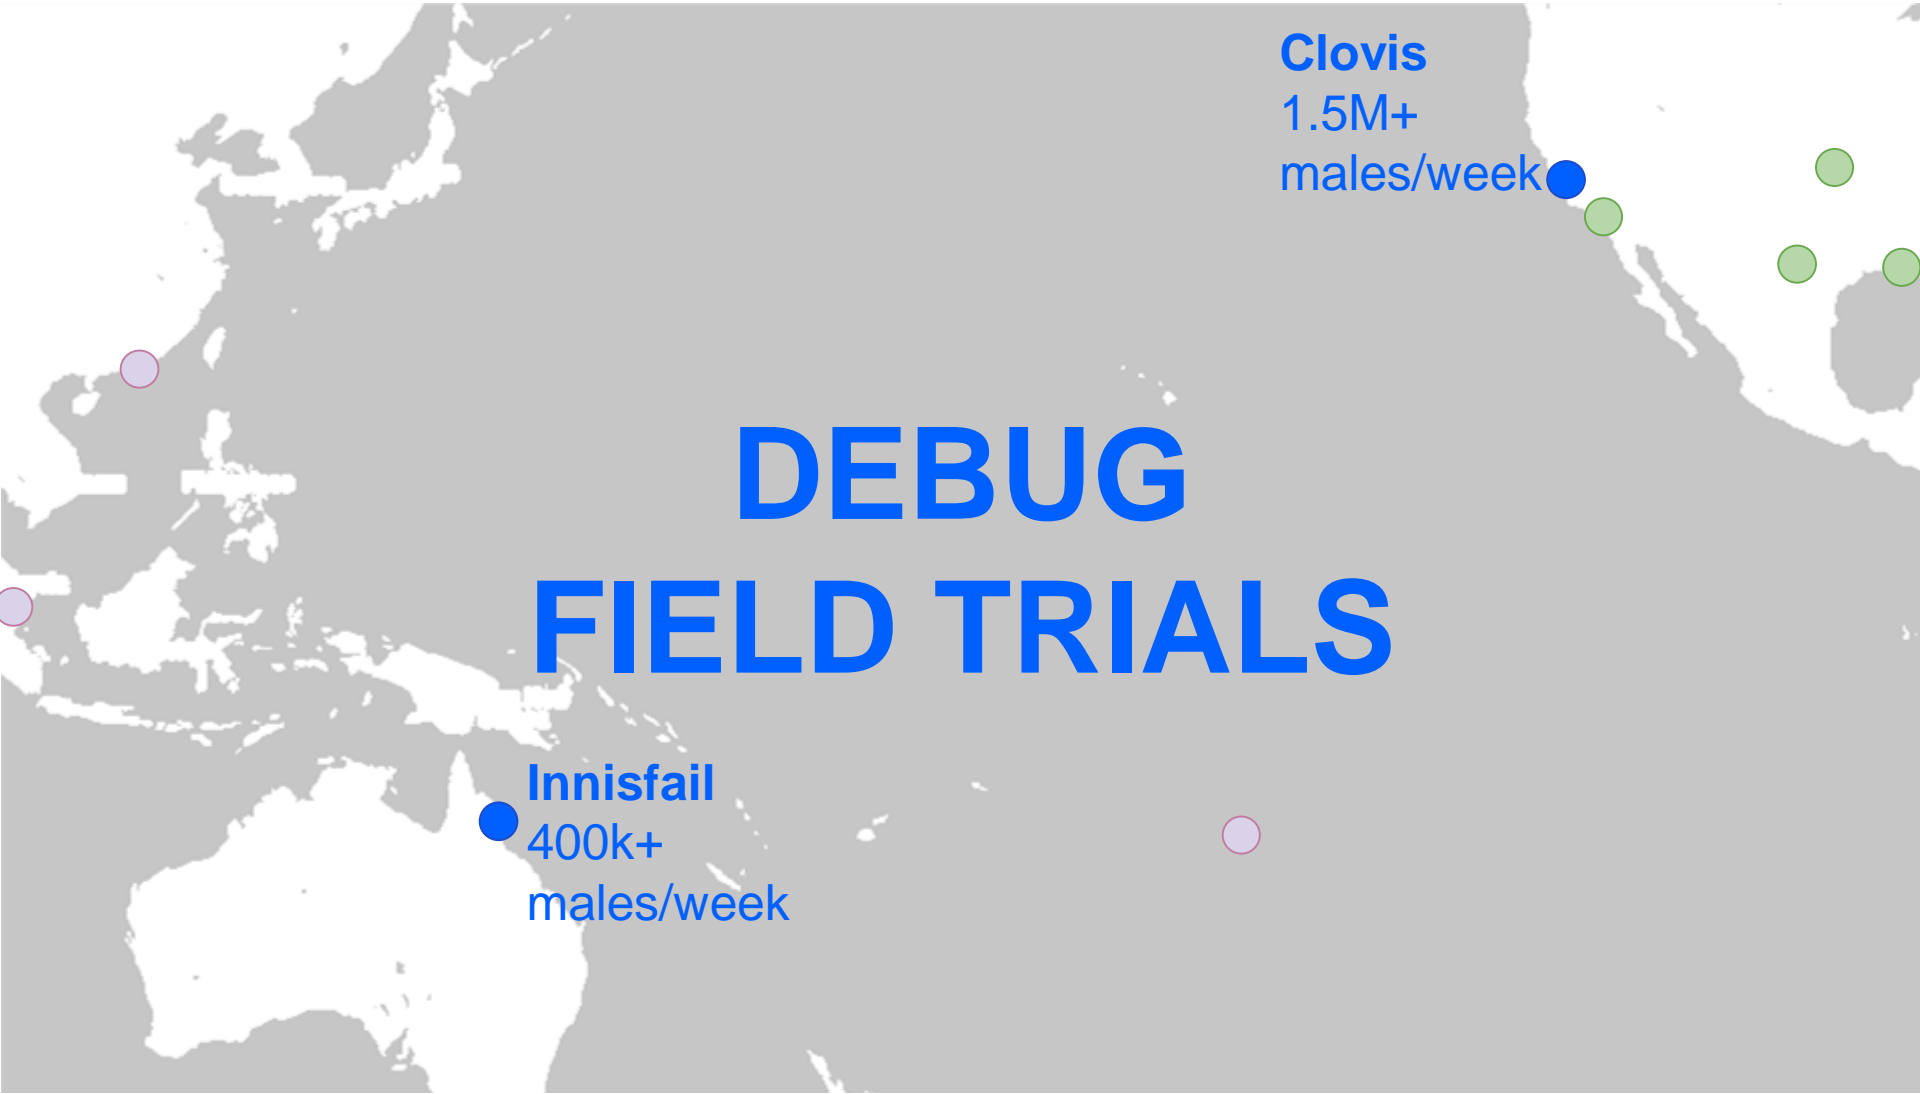 Clovis
1.5M+
males/week
DEBUG
FIELD TRIALS
Innisfail
400k+
males/week